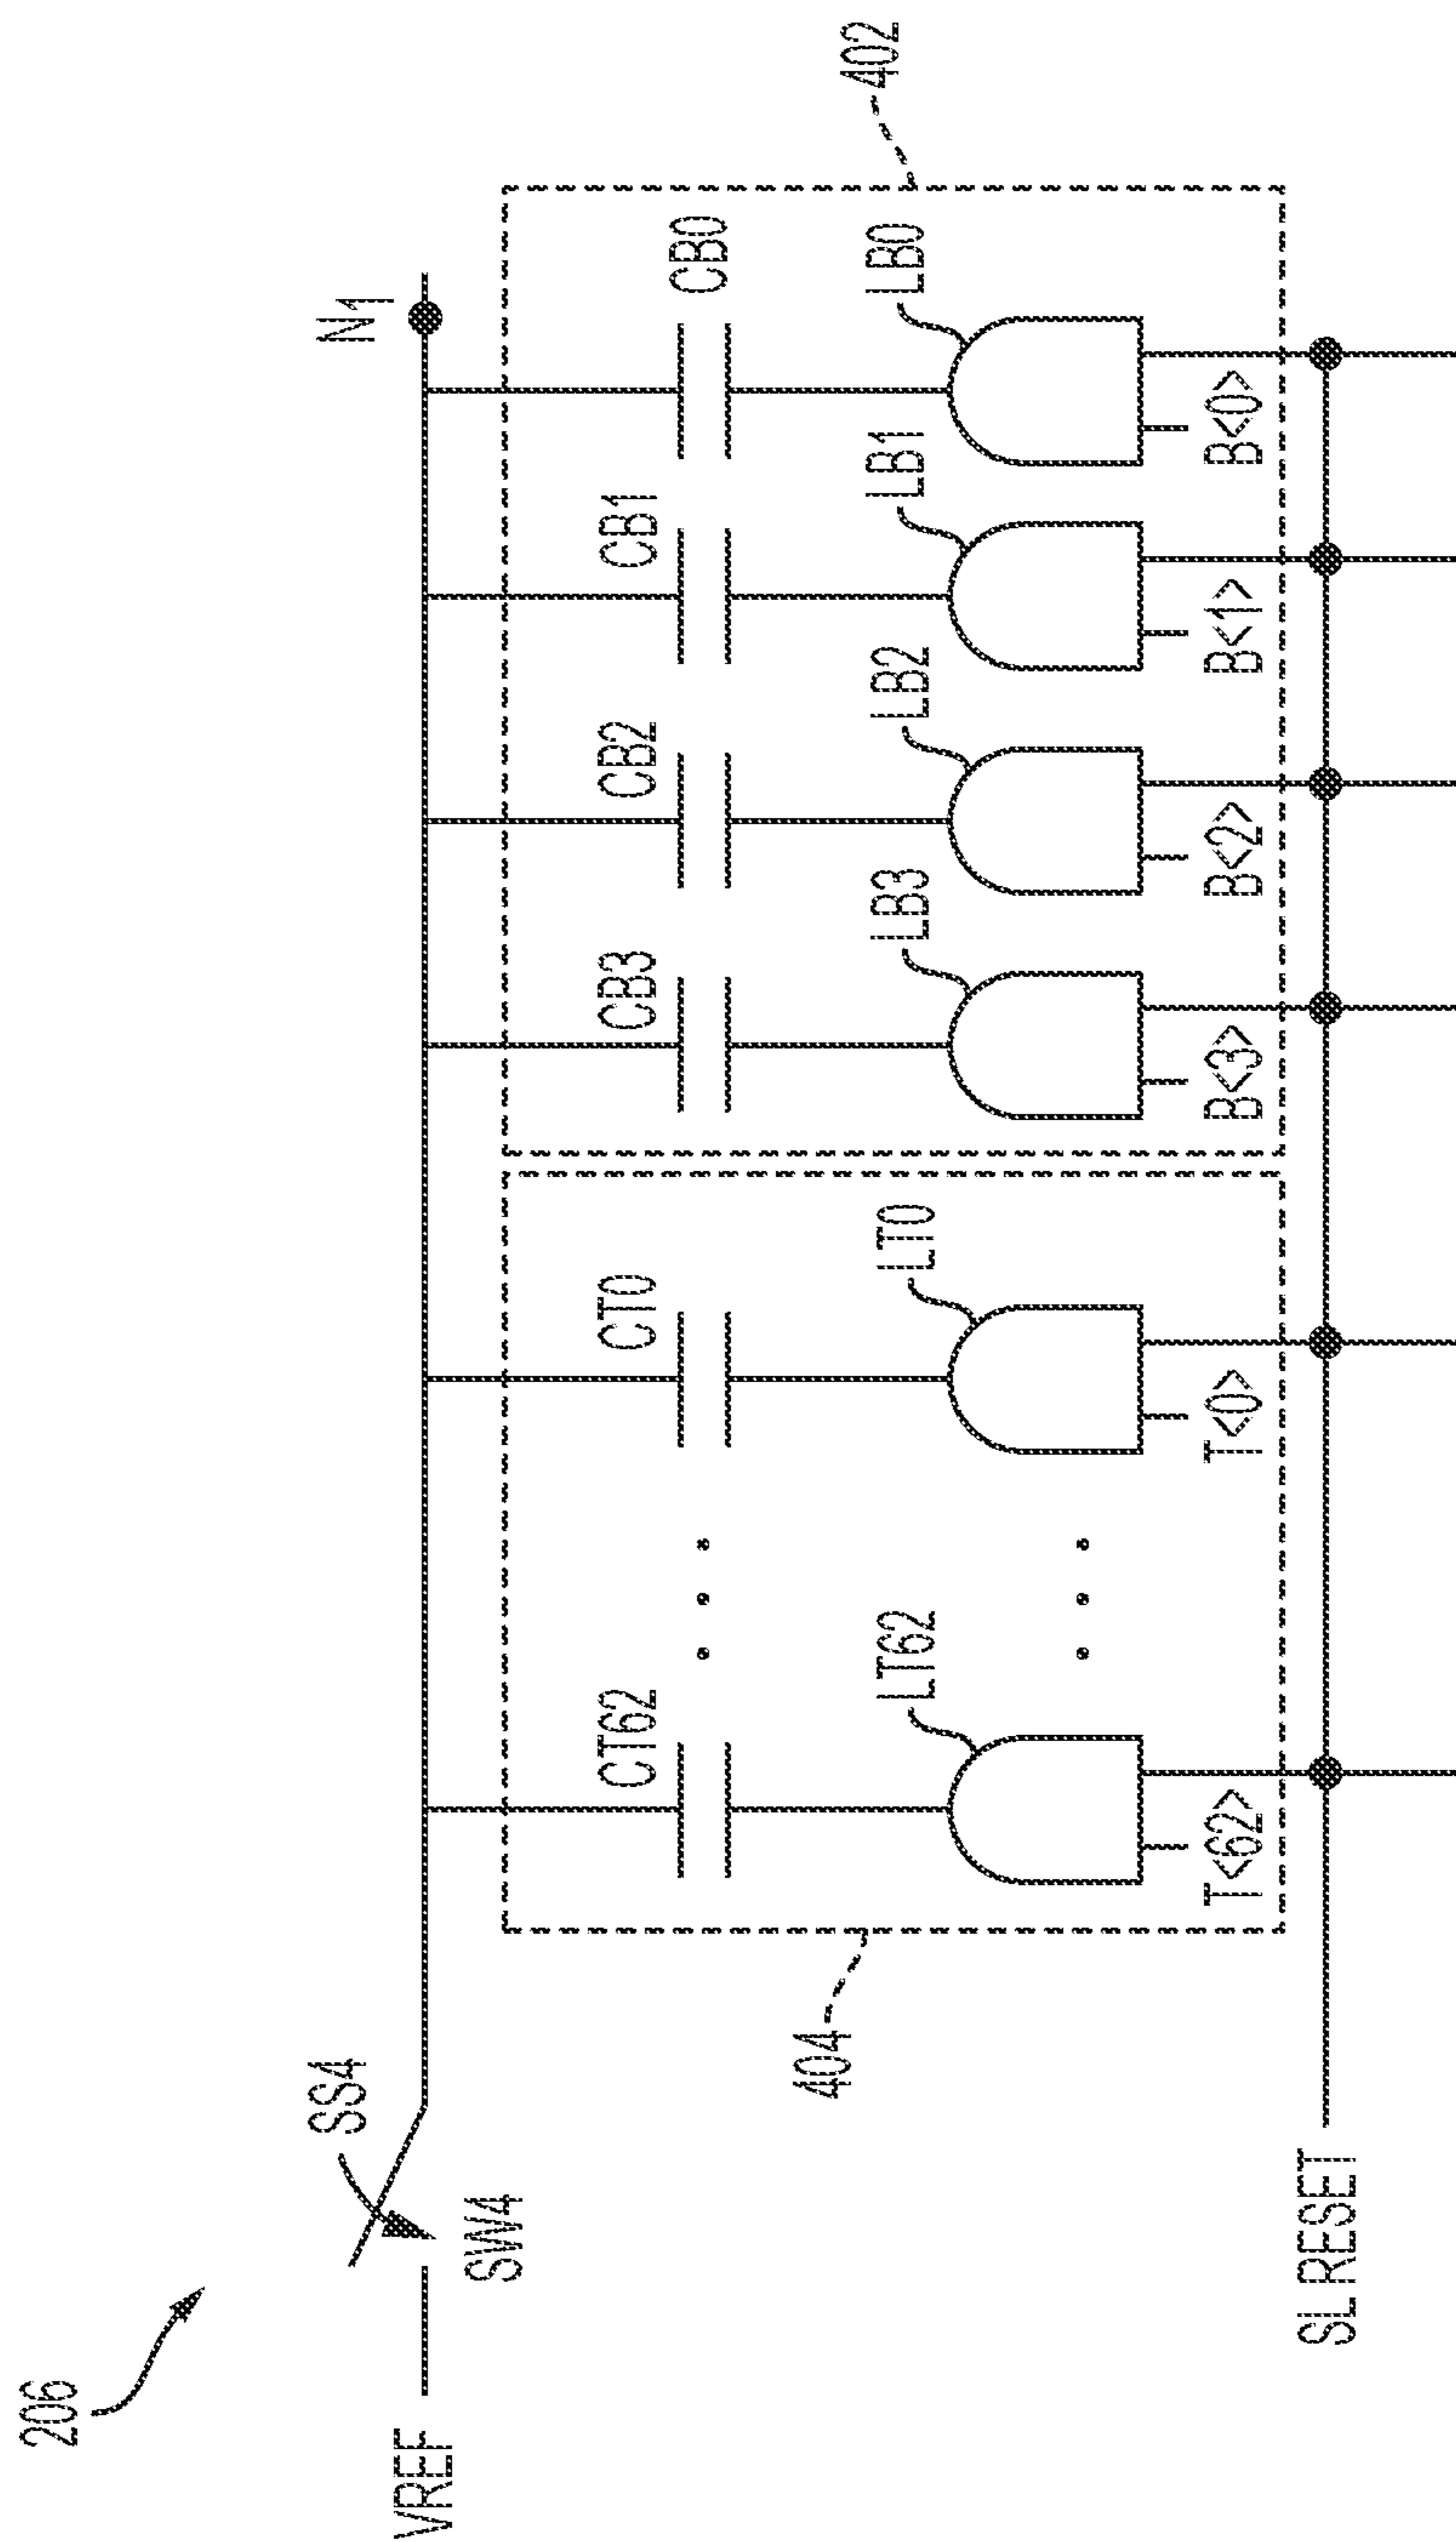 206
VREF
SS4
SW4
N1
404
402
CT62
CT0
CB3
CB2
CB1
CB0
LT62
LT0
LB3
LB2
LB1
LB0
T<62>
T<0>
B<3>
B<2>
B<1>
B<0>
SL RESET